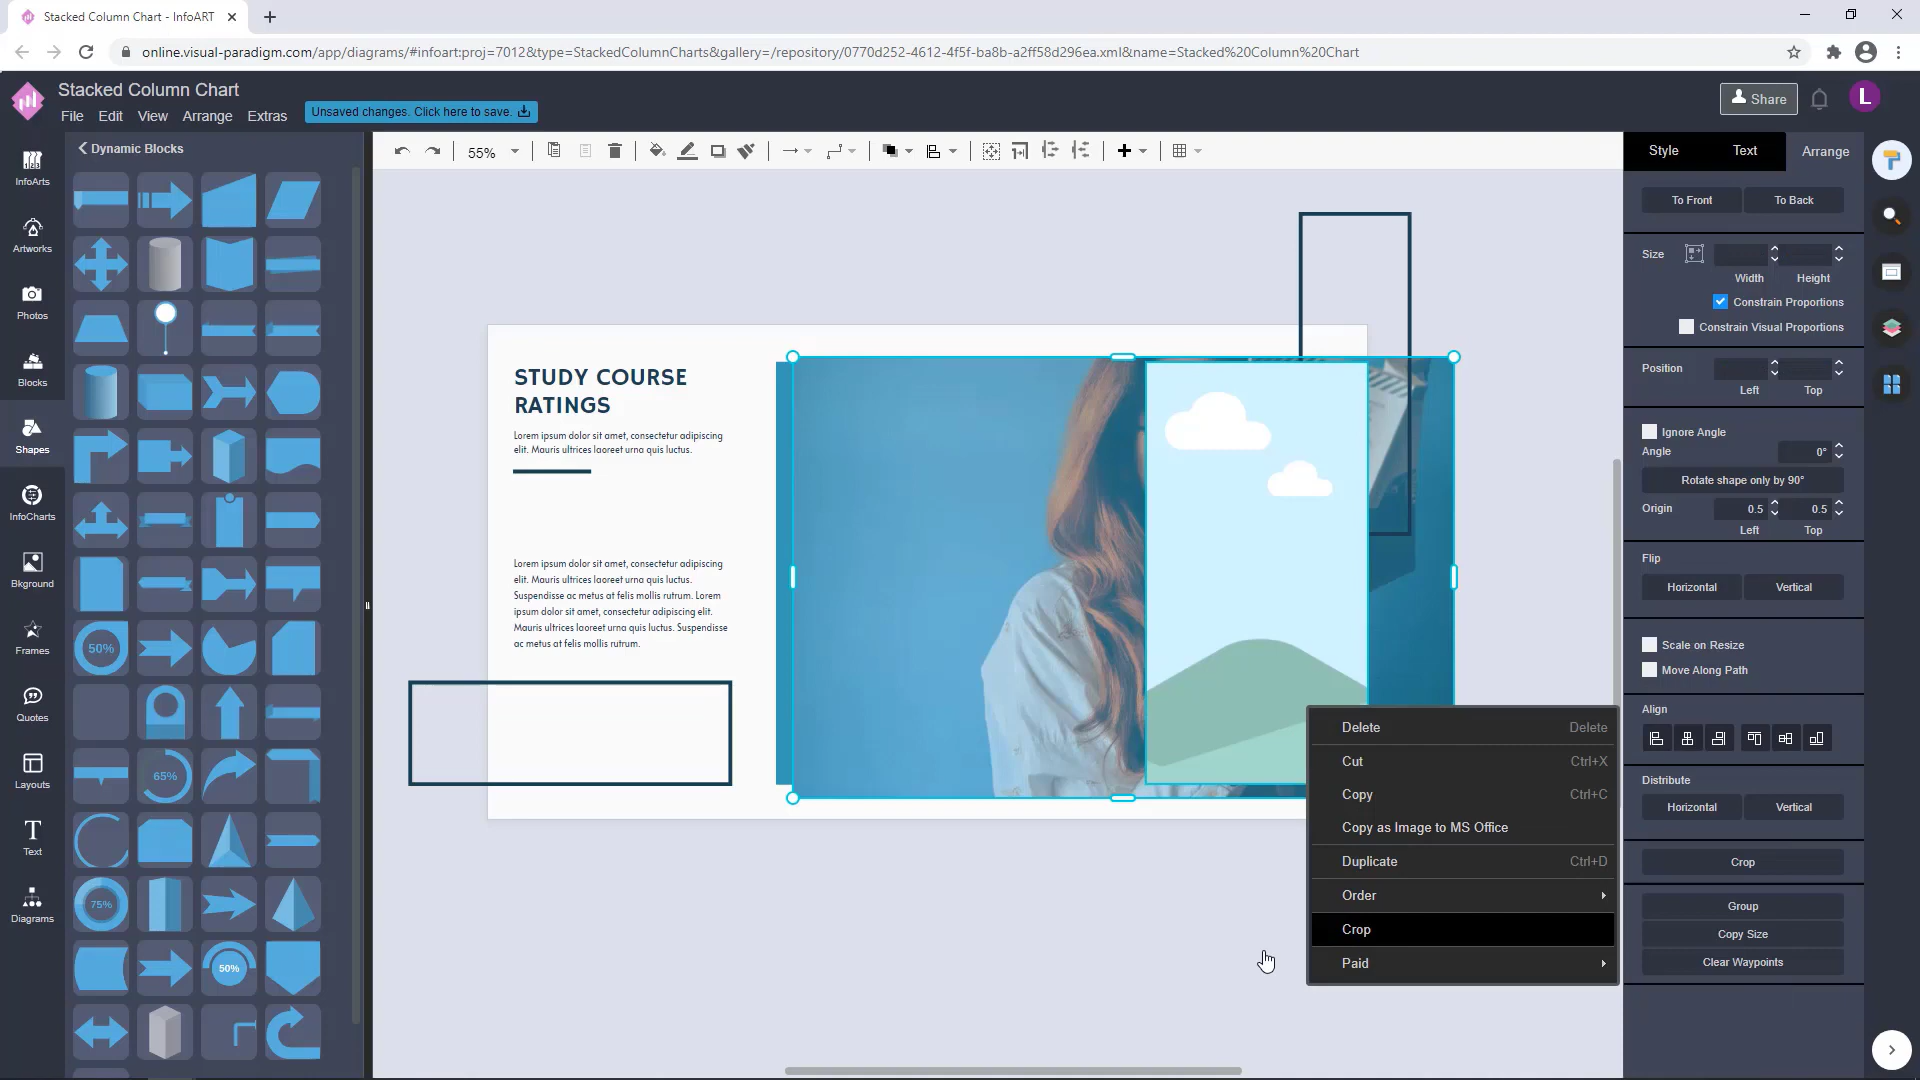 Stacked Column Chart - InfoART
online.visual-paradigm.com/app/diagrams/#infoart:proj=7012&type=StackedColumnCharts&gallery=/repository/0770d252-4612-4f5f-ba8b-a2ff58d296ea.xml&name=Stacked%20Column%20Chart
Stacked Column Chart
File Edit View Arrange Extras
Unsaved changes. Click here to save.
Share
L
Dynamic Blocks
InfoArts
Artworks
Photos
Blocks
Shapes
InfoCharts
Bkground
Frames
Quotes
Layouts
Text
Diagrams
50%
65%
75%
50%
55%
STUDY COURSE
RATINGS
Lorem ipsum dolor sit amet, consectetur adipiscing
elit. Mauris ultrices laoreet urna quis luctus.
Lorem ipsum dolor sit amet, consectetur adipiscing
elit. Mauris ultrices laoreet urna quis luctus.
Suspendisse ac metus at felis mollis rutrum. Lorem
ipsum dolor sit amet, consectetur adipiscing elit.
Mauris ultrices laoreet urna quis luctus. Suspendisse
ac metus at felis mollis rutrum.
Delete Delete
Cut Ctrl+X
Copy Ctrl+C
Copy as Image to MS Office
Duplicate Ctrl+D
Order
Crop
Paid
Style Text Arrange
To Front To Back
Size
Width Height
Constrain Proportions
Constrain Visual Proportions
Position
Left Top
Ignore Angle
Angle 0°
Rotate shape only by 90°
Origin 0.5 0.5
Left Top
Flip
Horizontal Vertical
Scale on Resize
Move Along Path
Align
Distribute
Horizontal Vertical
Crop
Group
Copy Size
Clear Waypoints